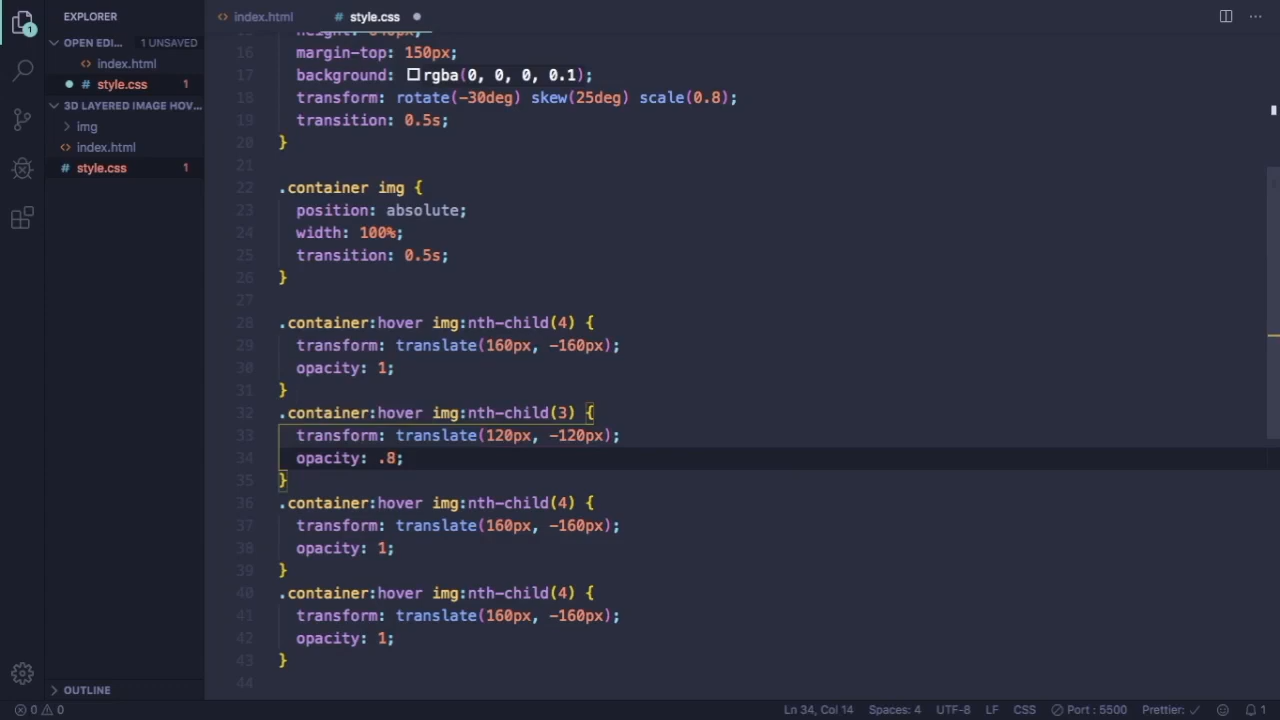 EXPLORER
index.html
# style.css
OPEN EDI... 1 UNSAVED
index.html
# style.css 1
3D LAYERED IMAGE HOV...
img
index.html
# style.css 1
OUTLINE
1
16 margin-top: 150px;
17 background: rgba(0, 0, 0, 0.1);
18 transform: rotate(-30deg) skew(25deg) scale(0.8);
19 transition: 0.5s;
20 }
21
22 .container img {
23 position: absolute;
24 width: 100%;
25 transition: 0.5s;
26 }
27
28 .container:hover img:nth-child(4) {
29 transform: translate(160px, -160px);
30 opacity: 1;
31 }
32 .container:hover img:nth-child(3) {
33 transform: translate(120px, -120px);
34 opacity: .8;
35 }
36 .container:hover img:nth-child(4) {
37 transform: translate(160px, -160px);
38 opacity: 1;
39 }
40 .container:hover img:nth-child(4) {
41 transform: translate(160px, -160px);
42 opacity: 1;
43 }
44
0 0 Ln 34, Col 14 Spaces: 4 UTF-8 LF CSS Port : 5500 Prettier: ✓ 1